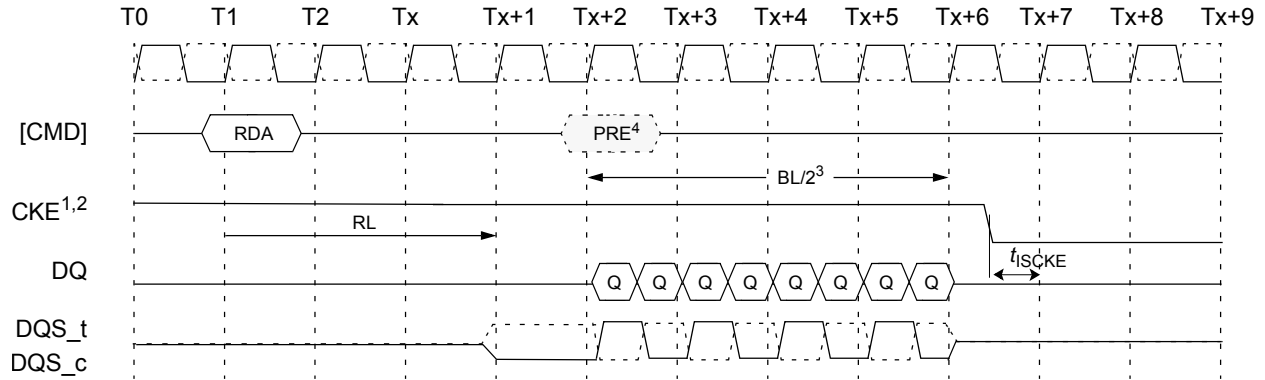 T0 T1 T2 Tx Tx+1 Tx+2 Tx+3 Tx+4 Tx+5 Tx+6 Tx+7 Tx+8 Tx+9
[CMD] RDA PRE⁴
BL/2³
CKE¹,²
RL
tISCKE
DQ Q Q Q Q Q Q Q Q
DQS_t
DQS_c